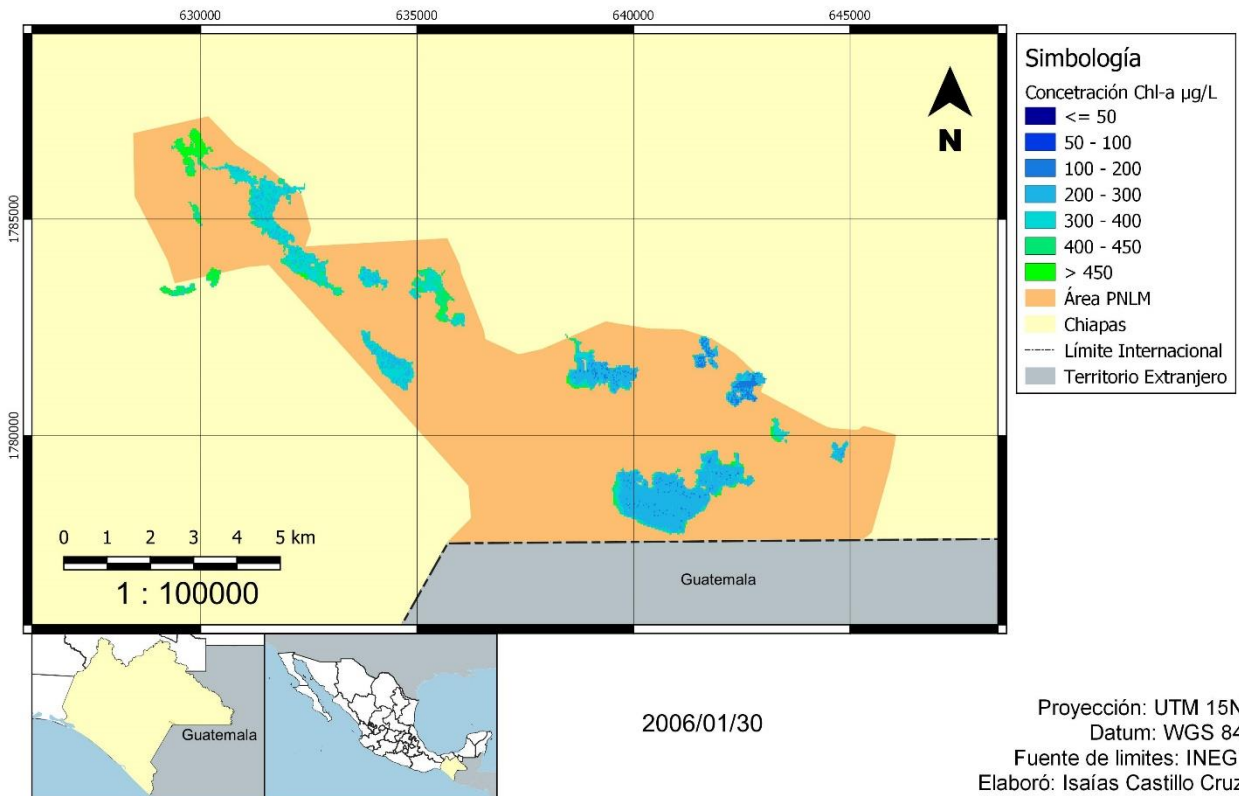 630000
635000
640000
645000
1785000
1780000
N
0 1 2 3 4 5 km
1 : 100000
Guatemala
Simbología
Concetración Chl-a µg/L
<= 50
50 - 100
100 - 200
200 - 300
300 - 400
400 - 450
> 450
Área PNLM
Chiapas
Límite Internacional
Territorio Extranjero
Guatemala
2006/01/30
Proyección: UTM 15N
Datum: WGS 84
Fuente de limites: INEG
Elaboró: Isaías Castillo Cruz